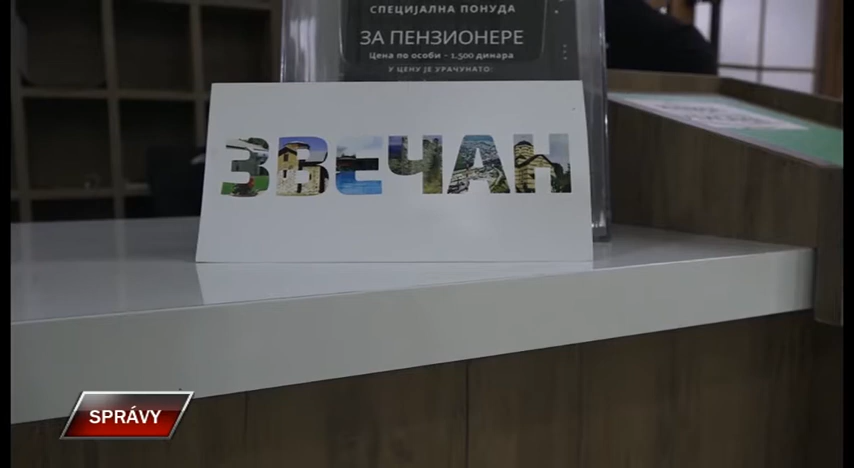 СПЕЦИЈАЛНА ПОНУДА
ЗА ПЕНЗИОНЕРЕ
Цена по особи - 1.500 динара
У ЦЕНУ ЈЕ УРАЧУНАТО:
ЗВЕЧАН
SPRÁVY